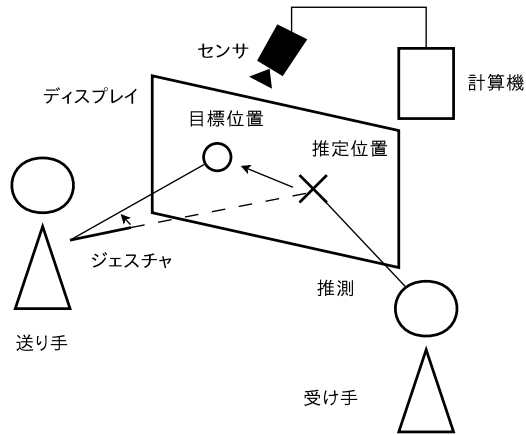 センサ
計算機
ディスプレイ
目標位置
推定位置
ジェスチャ
推測
送り手
受け手